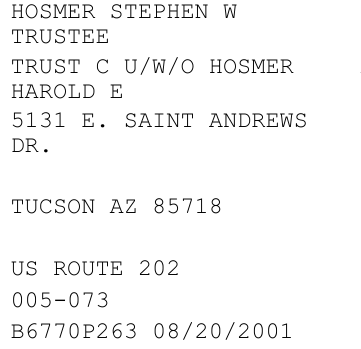 HOSMER STEPHEN W
TRUSTEE
TRUST C U/W/O HOSMER
HAROLD E
5131 E. SAINT ANDREWS
DR.
TUCSON AZ 85718
US ROUTE 202
005-073
B6770P263 08/20/2001